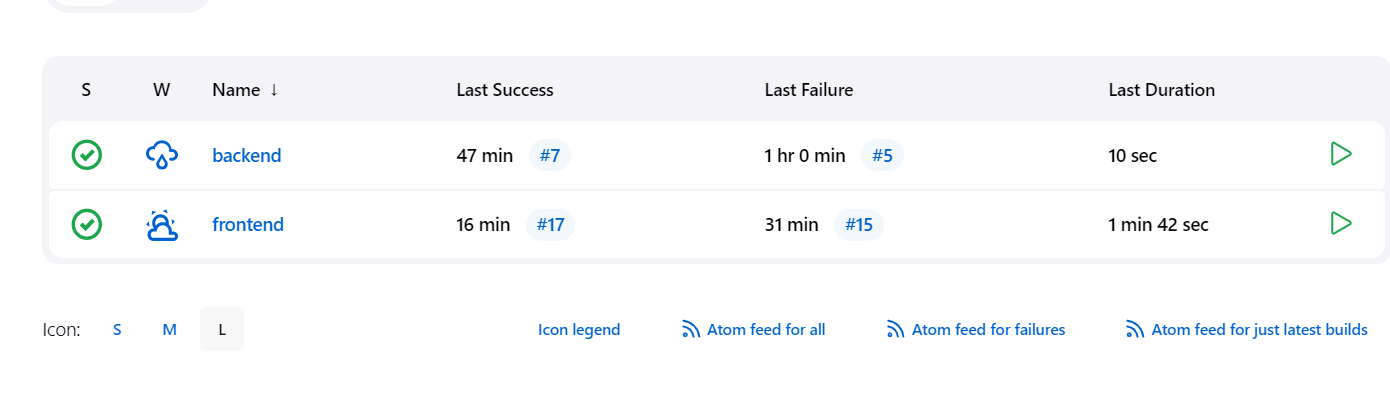 S W Name ↓ Last Success Last Failure Last Duration
backend 47 min #7 1 hr 0 min #5 10 sec
frontend 16 min #17 31 min #15 1 min 42 sec
Icon: S M L Icon legend Atom feed for all Atom feed for failures Atom feed for just latest builds